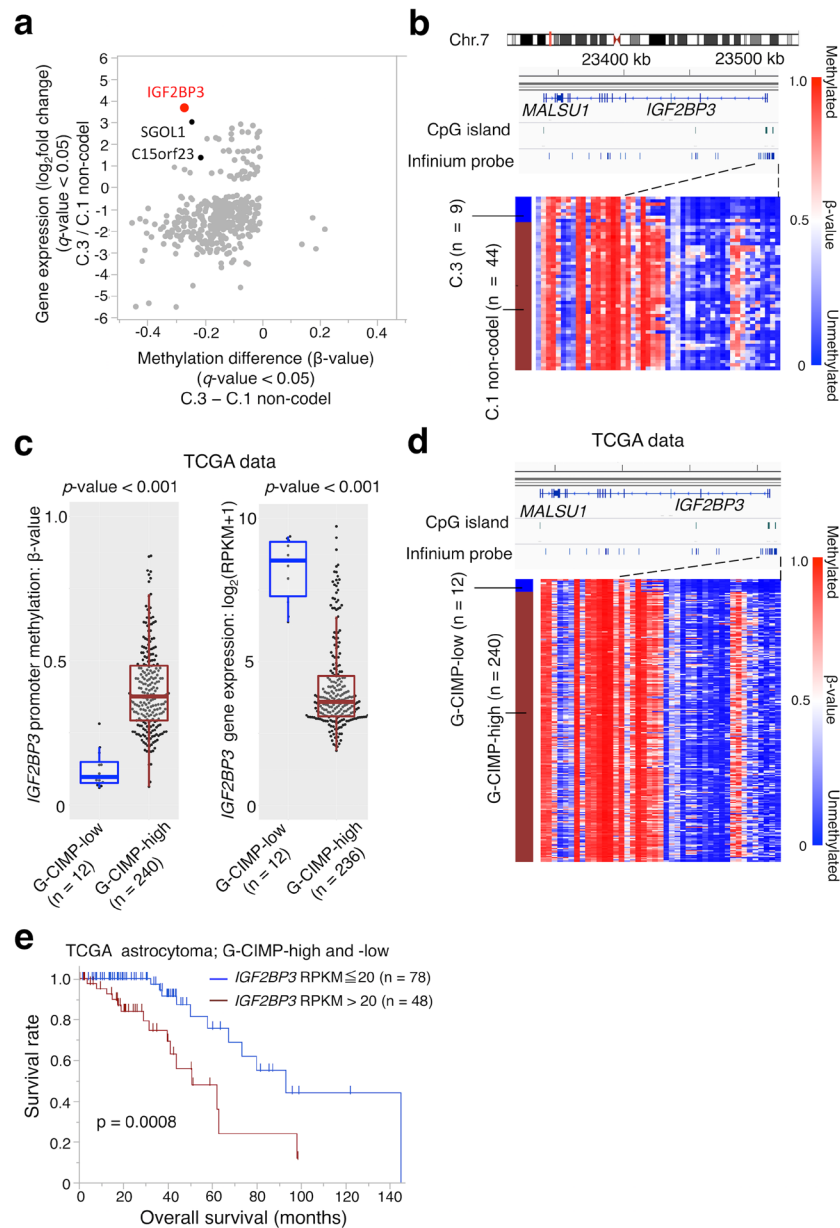 a
Gene expression (log2fold change)
(q-value < 0.05)
C.3 / C.1 non-codel
6
5
4
3
2
1
0
-1
-2
-3
-4
-5
-6
IGF2BP3
SGOL1
C15orf23
-0.4
-0.2
0
0.2
0.4
Methylation difference (β-value)
(q-value < 0.05)
C.3 – C.1 non-codel
b
Chr.7
23400 kb
23500 kb
MALSU1
IGF2BP3
CpG island
Infinium probe
C.3 (n = 9)
C.1 non-codel (n = 44)
Methylated
1.0
0.5
β-value
0
Unmethylated
c
TCGA data
p-value < 0.001
IGF2BP3 promoter methylation: β-value
1.0
0.5
0
G-CIMP-low
(n = 12)
G-CIMP-high
(n = 240)
p-value < 0.001
IGF2BP3 gene expression: log2(RPKM+1)
10
5
0
G-CIMP-low
(n = 12)
G-CIMP-high
(n = 236)
d
TCGA data
MALSU1
IGF2BP3
CpG island
Infinium probe
G-CIMP-low (n = 12)
G-CIMP-high (n = 240)
Methylated
1.0
0.5
β-value
0
Unmethylated
e
TCGA astrocytoma; G-CIMP-high and -low
IGF2BP3 RPKM≦20 (n = 78)
IGF2BP3 RPKM > 20 (n = 48)
Survival rate
1.0
0.8
0.6
0.4
0.2
0
p = 0.0008
0
20
40
60
80
100
120
140
Overall survival (months)